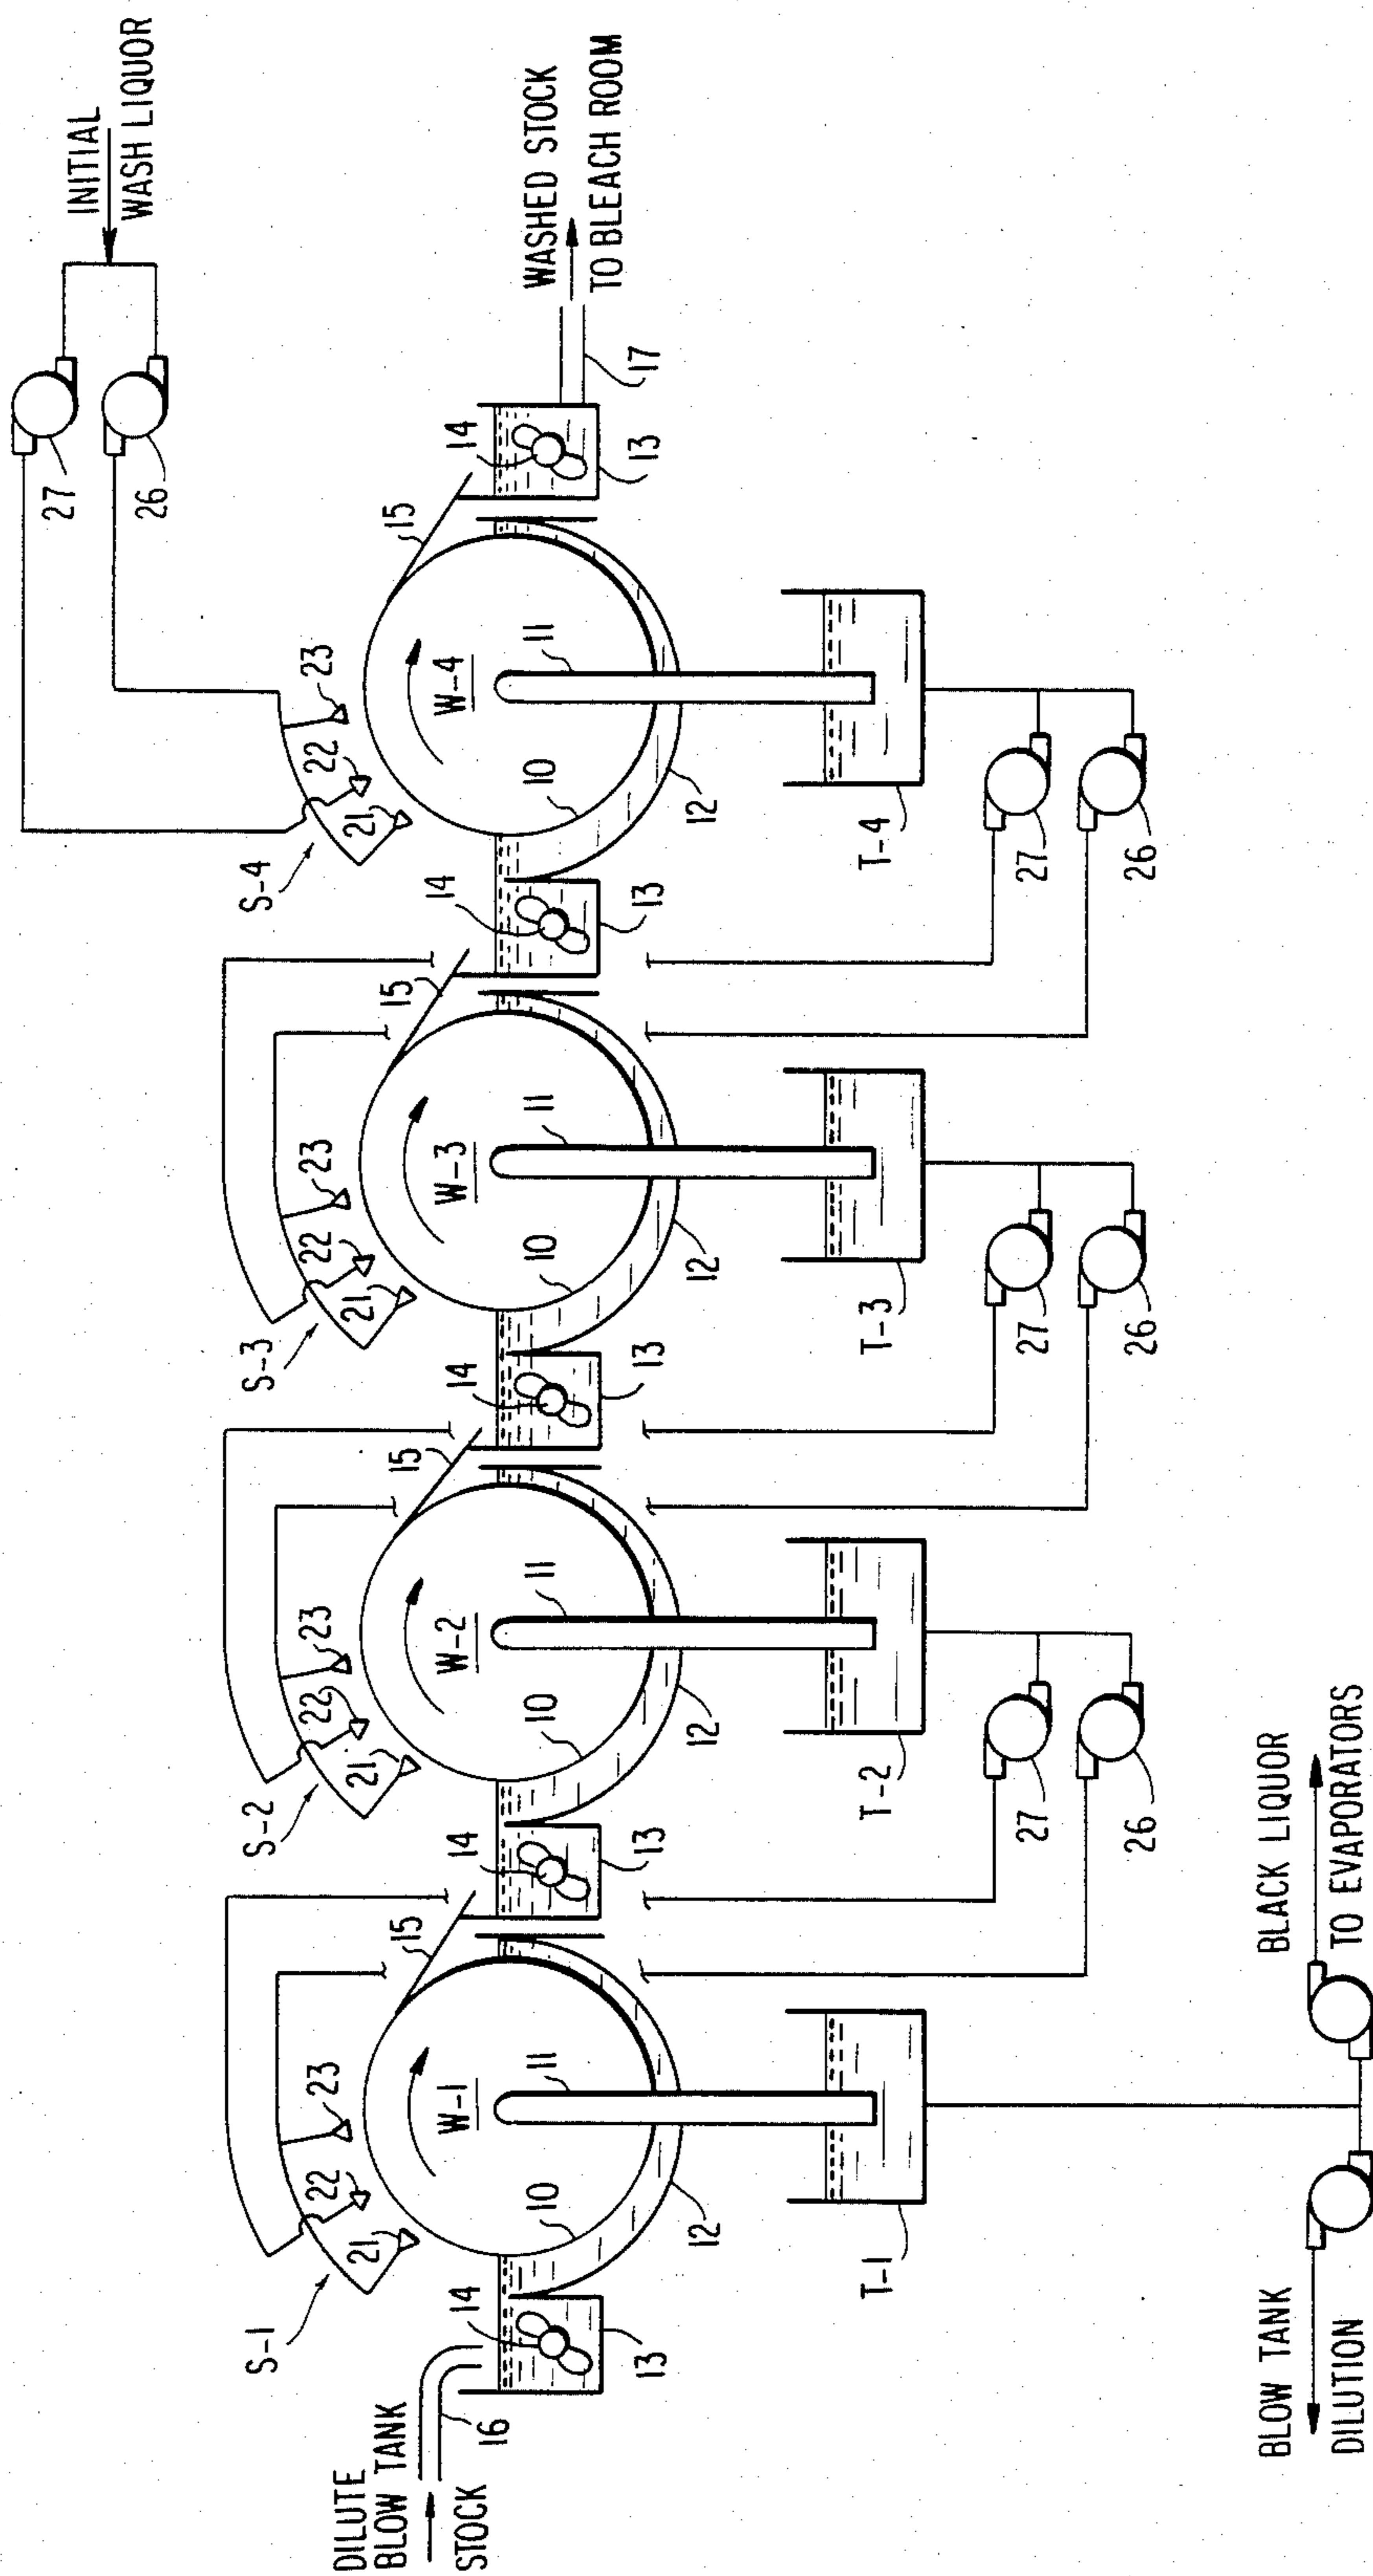 INITIAL
WASH LIQUOR
27
26
S-1
21
22
23
S-2
21
22
23
S-3
21
22
23
S-4
21
22
23
DILUTE
BLOW TANK
STOCK
16
14
15
14
15
14
15
14
15
14
W-1
W-2
W-3
W-4
10
11
10
11
10
11
10
11
WASHED STOCK
TO BLEACH ROOM
17
13
12
13
12
13
12
13
12
13
T-1
T-2
T-3
T-4
27
27
27
26
26
26
BLOW TANK
DILUTION
BLACK LIQUOR
TO EVAPORATORS